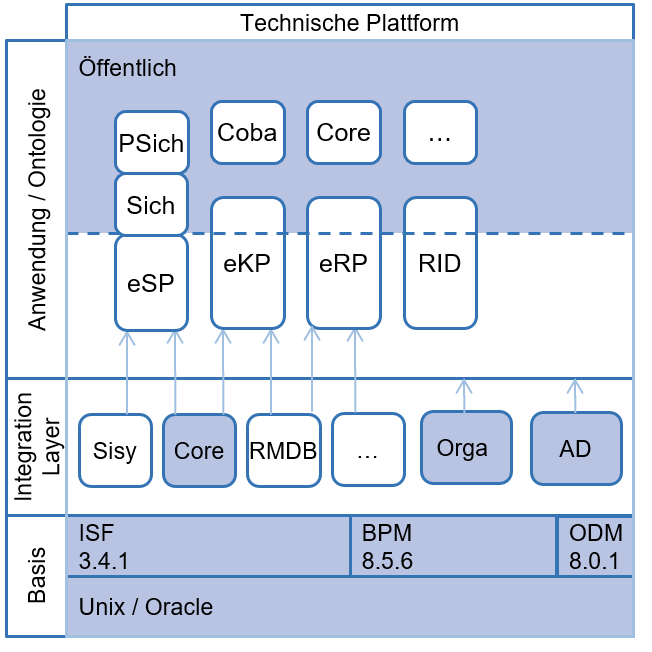 Technische Plattform
Anwendung / Ontologie
Öffentlich
PSich
Coba
Core
...
Sich
eSP
eKP
eRP
RID
Integration
Layer
Sisy
Core
RMDB
...
Orga
AD
Basis
ISF
3.4.1
BPM
8.5.6
ODM
8.0.1
Unix / Oracle